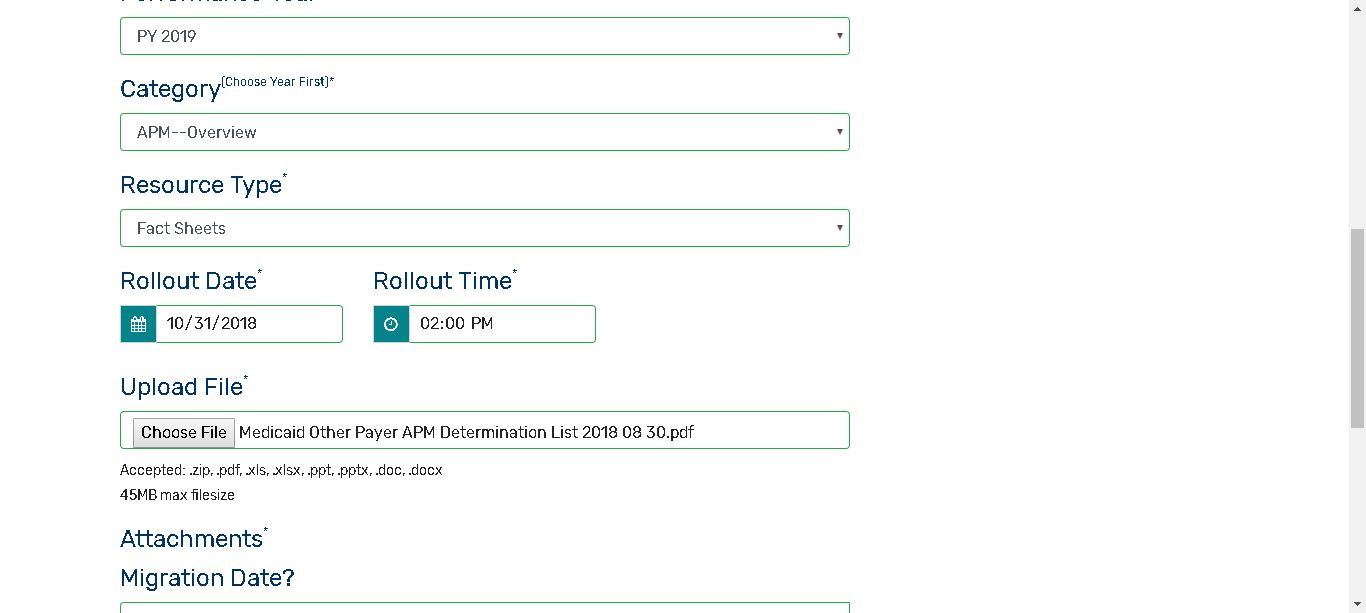 PY 2019
Category(Choose Year First)*
APM--Overview
Resource Type*
Fact Sheets
Rollout Date* Rollout Time*
10/31/2018 02:00 PM
Upload File*
Choose File Medicaid Other Payer APM Determination List 2018 08 30.pdf
Accepted: .zip, .pdf, .xls, .xlsx, .ppt, .pptx, .doc, .docx
45MB max filesize
Attachments*
Migration Date?